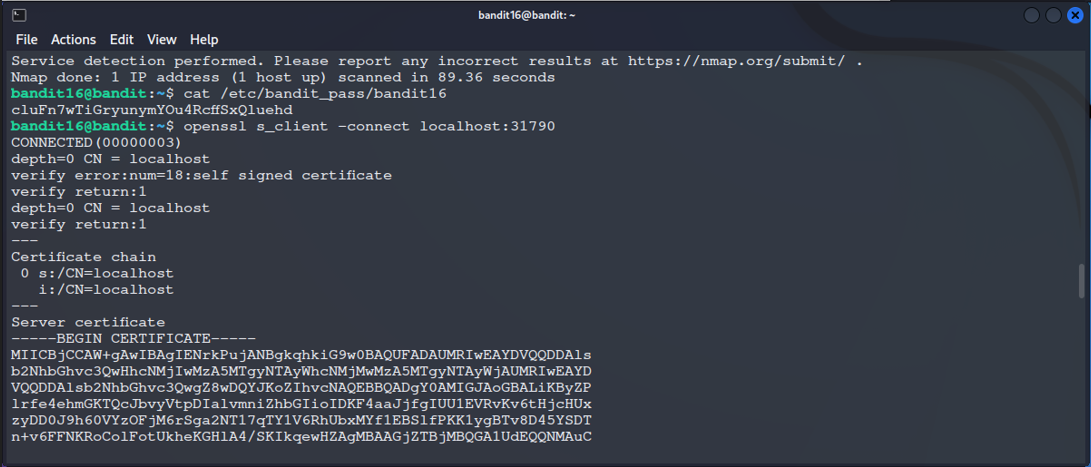 bandit16@bandit: ~
File Actions Edit View Help
Service detection performed. Please report any incorrect results at https://nmap.org/submit/ .
Nmap done: 1 IP address (1 host up) scanned in 89.36 seconds
bandit16@bandit:~$ cat /etc/bandit_pass/bandit16
cluFn7wTiGryunymYOu4RcffSxQluehd
bandit16@bandit:~$ openssl s_client -connect localhost:31790
CONNECTED(00000003)
depth=0 CN = localhost
verify error:num=18:self signed certificate
verify return:1
depth=0 CN = localhost
verify return:1
---
Certificate chain
0 s:/CN=localhost
i:/CN=localhost
---
Server certificate
-----BEGIN CERTIFICATE-----
MIICBjCCAW+gAwIBAgIENrkPujANBgkqhkiG9w0BAQUFADAUMRIwEAYDVQQDDAls
b2NhbGhvc3QwHhcNMjIwMzA5MTgyNTAyWhcNMjMwMzA5MTgyNTAyWjAUMRIwEAYD
VQQDDAlsb2NhbGhvc3QwgZ8wDQYJKoZIhvcNAQEBBQADgY0AMIGJAoGBALiKByZP
lrfe4ehmGKTQcJbvyVtpDIalvmniZhbGIioIDKF4aaJjfgIUU1EVRvKv6tHjcHUx
zyDD0J9h60VYzOFjM6rSga2NT17qTY1V6RhUbxMYf1EBSlfPKK1ygBTv8D45YSDT
n+v6FFNKRoColFotUkheKGHlA4/SKIkqewHZAgMBAAGjZTBjMBQGA1UdEQQNMAuC